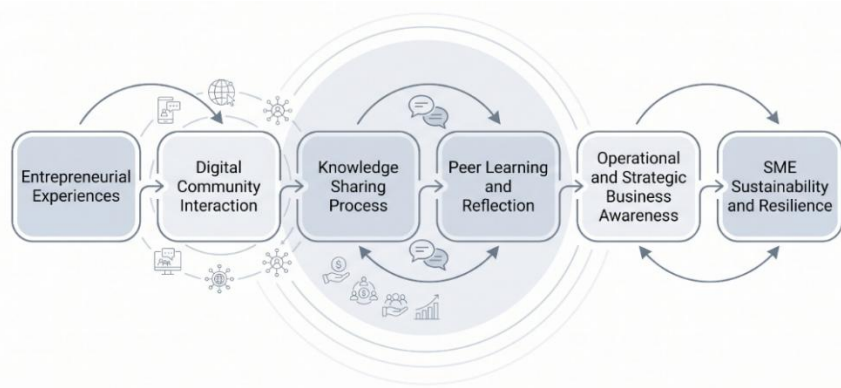 Entrepreneurial
Experiences
Digital
Community
Interaction
Knowledge
Sharing
Process
Peer Learning
and
Reflection
Operational
and Strategic
Business
Awareness
SME
Sustainability
and Resilience